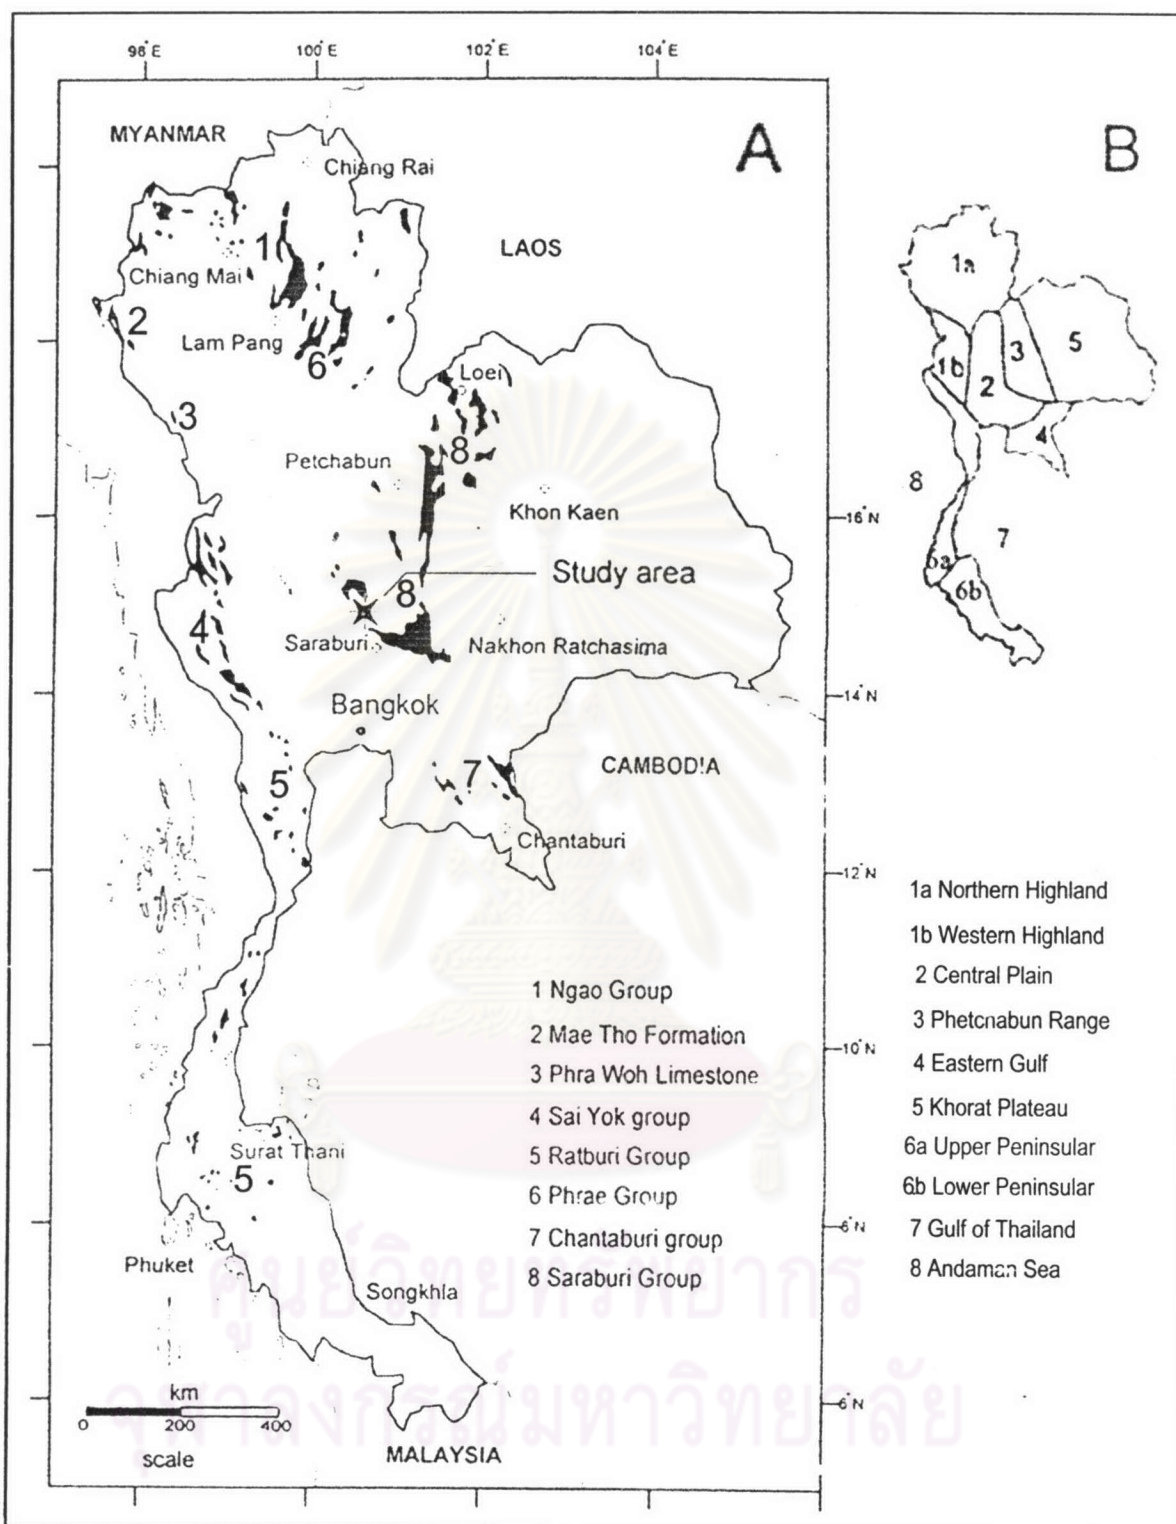 98°E 100°E 102°E 104°E
MYANMAR
A
B
Chiang Rai
LAOS
1
Chiang Mai
2
Lam Pang
6
Loei
3
8
Petchabun
Khon Kaen
16°N
Study area
8
4
Saraburi
Nakhon Ratchasima
14°N
Bangkok
5
7
CAMBODIA
Chantaburi
12°N
1 Ngao Group
2 Mae Tho Formation
3 Phra Woh Limestone
4 Sai Yok group
5 Ratburi Group
6 Phrae Group
7 Chantaburi group
8 Saraburi Group
10°N
Surat Thani
5
8°N
Phuket
Songkhla
km
0 200 400
scale
6°N
MALAYSIA
1a
5
3
1b
2
4
8
7
6a
6b
1a Northern Highland
1b Western Highland
2 Central Plain
3 Phetchabun Range
4 Eastern Gulf
5 Khorat Plateau
6a Upper Peninsular
6b Lower Peninsular
7 Gulf of Thailand
8 Andaman Sea
ศูนย์วิทยทรัพยากร
จุฬาลงกรณ์มหาวิทยาลัย